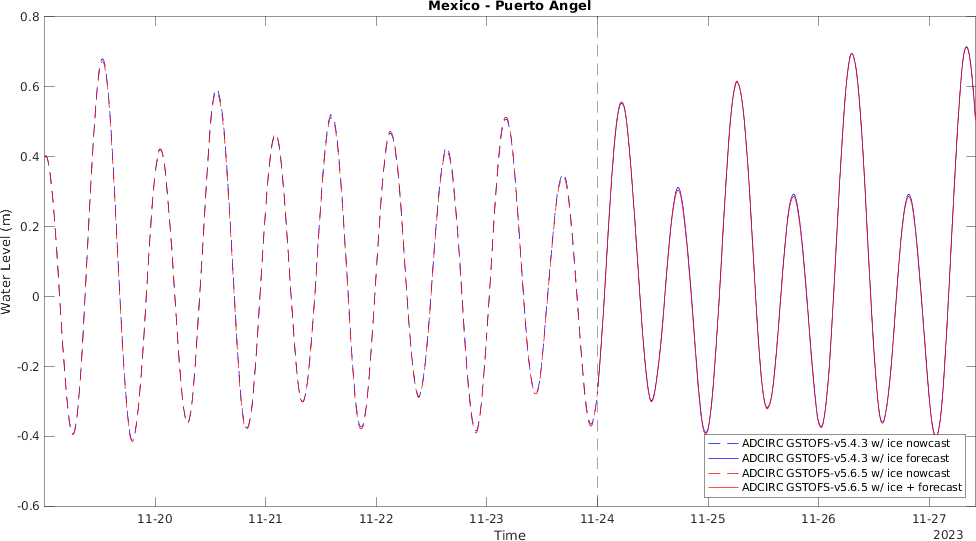 Mexico - Puerto Angel
Water Level (m)
0.8
0.6
0.4
0.2
0
-0.2
-0.4
-0.6
11-20
11-21
11-22
11-23
11-24
11-25
11-26
11-27
Time
2023
ADCIRC GSTOFS-v5.4.3 w/ ice nowcast
ADCIRC GSTOFS-v5.4.3 w/ ice forecast
ADCIRC GSTOFS-v5.6.5 w/ ice nowcast
ADCIRC GSTOFS-v5.6.5 w/ ice + forecast